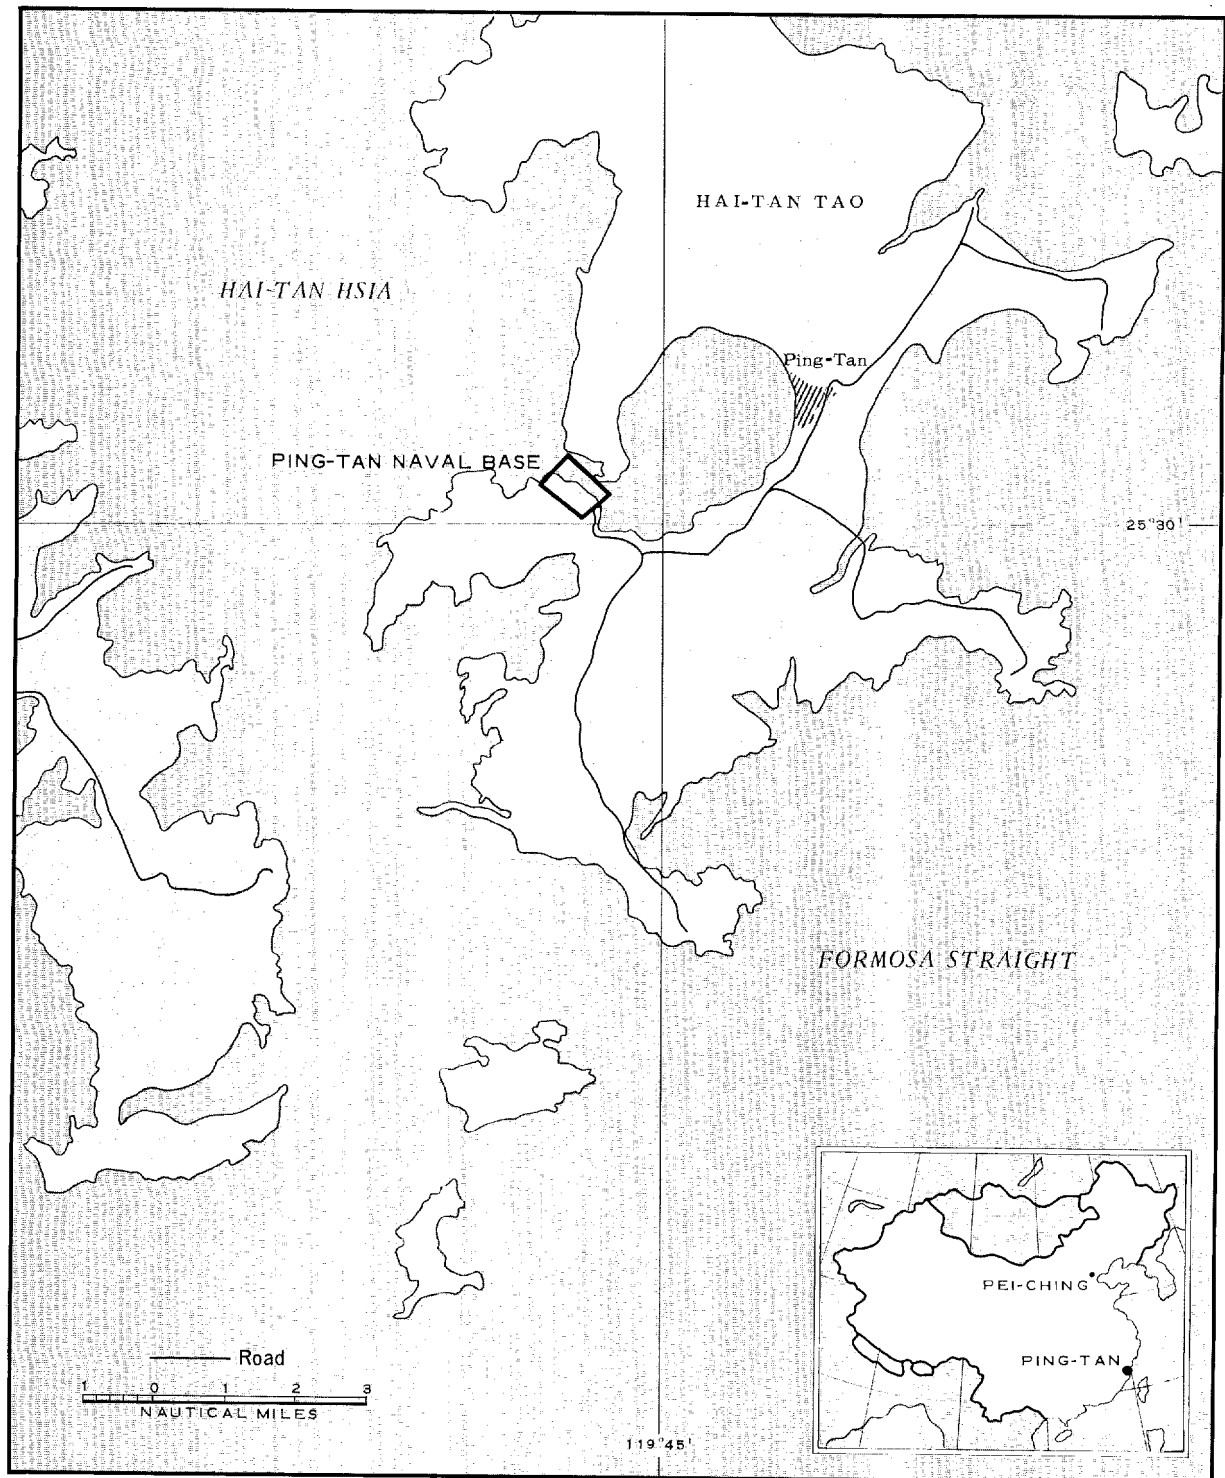 HAI-TAN TAO
HAI-TAN HSIA
Ping-Tan
PING-TAN NAVAL BASE
25°30'
FORMOSA STRAIGHT
PEI-CHING
PING-TAN
Road
1 0 1 2 3
NAUTICAL MILES
119°45'